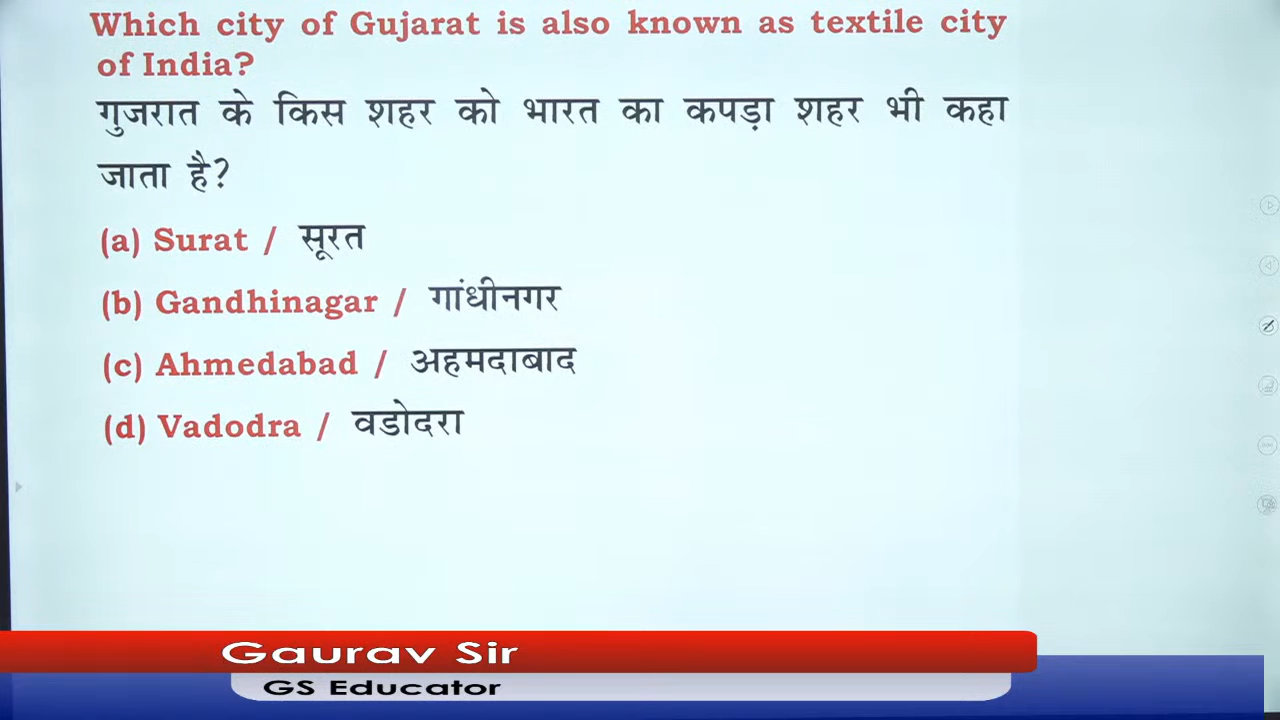 Which city of Gujarat is also known as textile city
of India?
गुजरात के किस शहर को भारत का कपड़ा शहर भी कहा
जाता है?
(a) Surat / सूरत
(b) Gandhinagar / गांधीनगर
(c) Ahmedabad / अहमदाबाद
(d) Vadodra / वडोदरा
Gaurav Sir
GS Educator